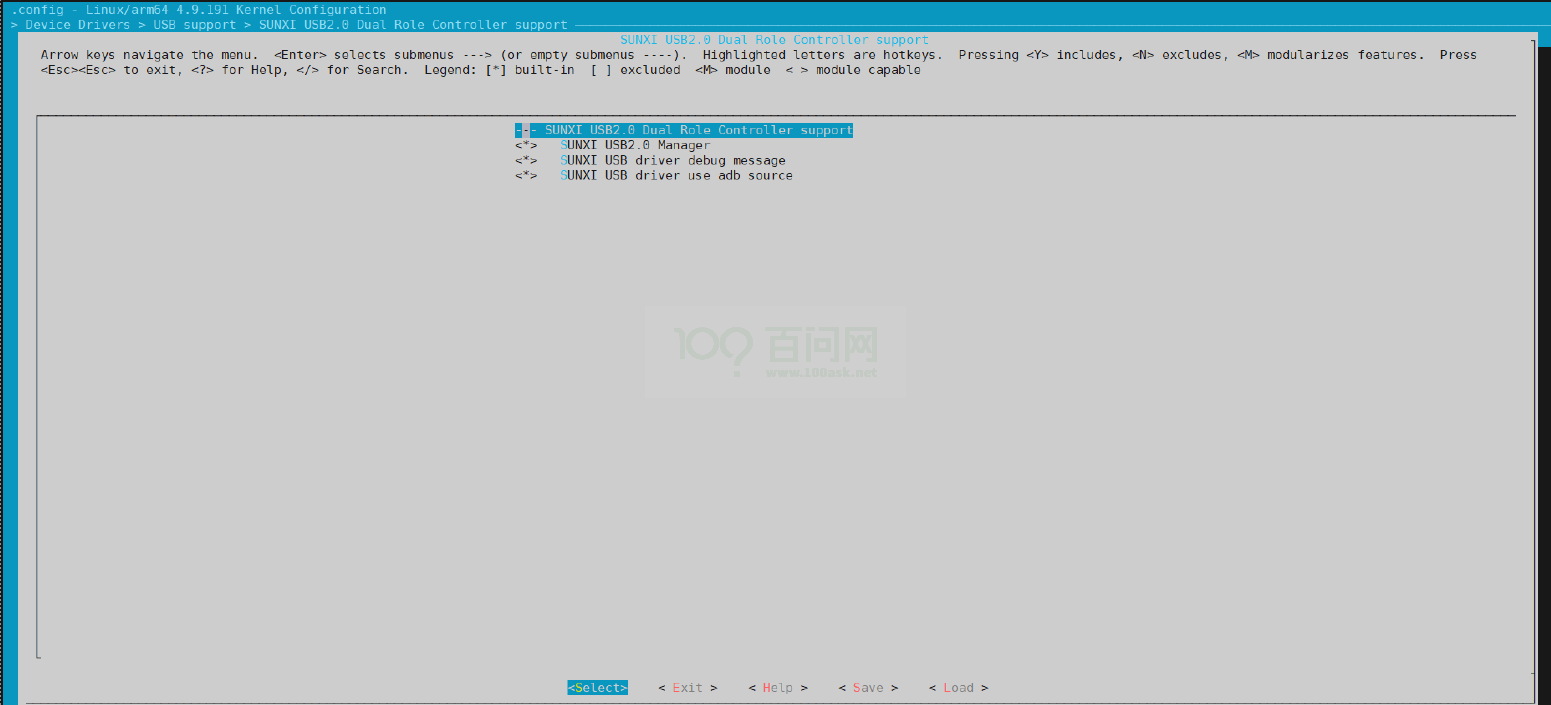 .config - Linux/arm64 4.9.191 Kernel Configuration
> Device Drivers > USB support > SUNXI USB2.0 Dual Role Controller support
SUNXI USB2.0 Dual Role Controller support
Arrow keys navigate the menu.  <Enter> selects submenus ---> (or empty submenus ----).  Highlighted letters are hotkeys.  Pressing <Y> includes, <N> excludes, <M> modularizes features.  Press
<Esc><Esc> to exit, <?> for Help, </> for Search.  Legend: [*] built-in  [ ] excluded  <M> module  < > module capable
--- SUNXI USB2.0 Dual Role Controller support
<*>   SUNXI USB2.0 Manager
<*>   SUNXI USB driver debug message
<*>   SUNXI USB driver use adb source
100 百问网
www.100ask.net
<Select>    < Exit >    < Help >    < Save >    < Load >